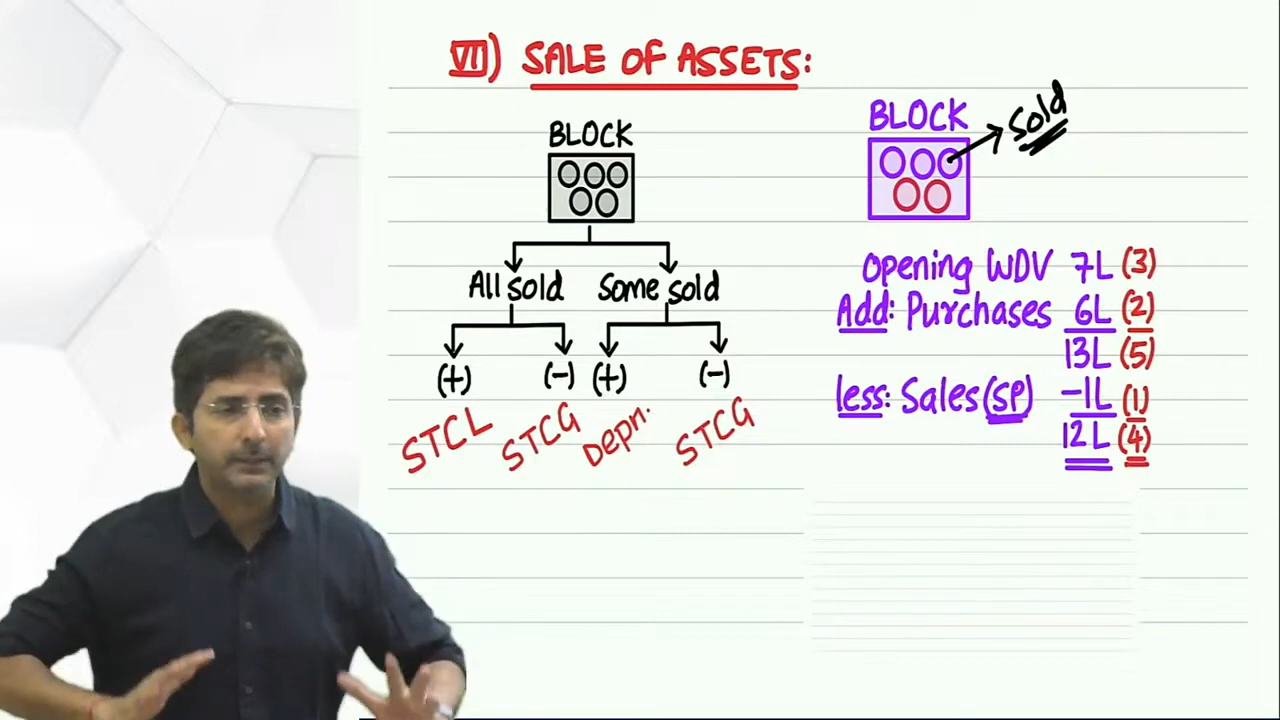 VI) SALE OF ASSETS:
BLOCK
All sold
Some sold
(+)
(-)
(+)
(-)
STCL
STCG
Depn.
STCG
BLOCK
Sold
Opening WDV 7L (3)
Add: Purchases 6L (2)
13L (5)
less: Sales (SP) -1L (1)
12L (4)